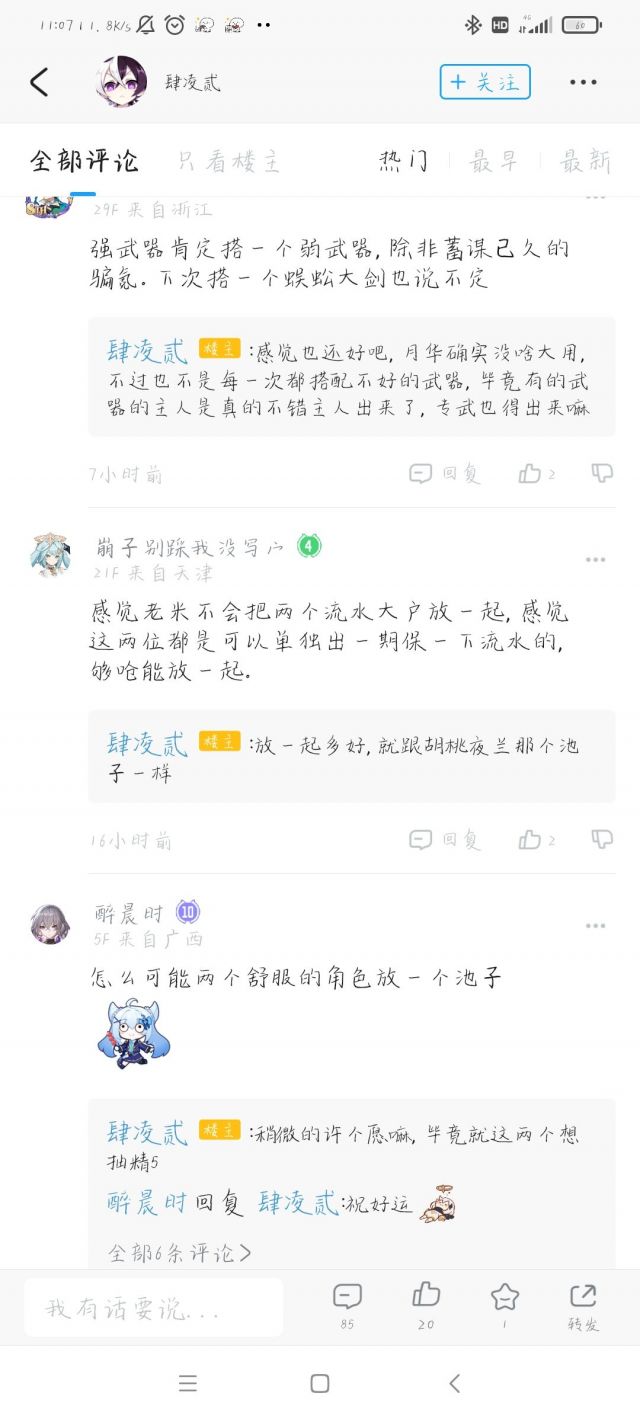 11:07 11.8K/s
HD
4G
60
肆凌贰
+ 关注
全部评论
只看楼主
热门
最早
最新
29F 来自浙江
强武器肯定搭一个弱武器,除非蓄谋已久的
骗氪. 下次搭一个蜈蚣大剑也说不定
肆凌贰 楼主 :感觉也还好吧,月华确实没啥大用,
不过也不是每一次都搭配不好的武器,毕竟有的武
器的主人是真的不错主人出来了,专武也得出来嘛
7小时前
回复
2
崩子别踩我没写户
4
21F 来自天津
感觉老米不会把两个流水大户放一起,感觉
这两位都是可以单独出一期保一下流水的,
够呛能放一起.
肆凌贰 楼主 :放一起多好,就跟胡桃夜兰那个池
子一样
16小时前
回复
2
醉晨时
10
5F 来自广西
怎么可能两个舒服的角色放一个池子
肆凌贰 楼主 :稍微的许个愿嘛,毕竟就这两个想
抽精5
醉晨时 回复 肆凌贰:祝好运
全部6条评论>
我有话要说...
85
20
1
转发